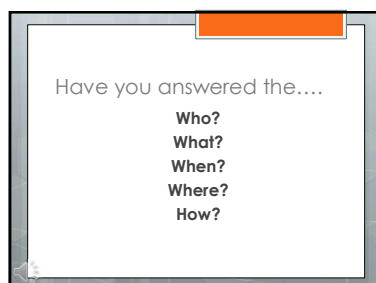 Have you answered the....
Who?
What?
When?
Where?
How?